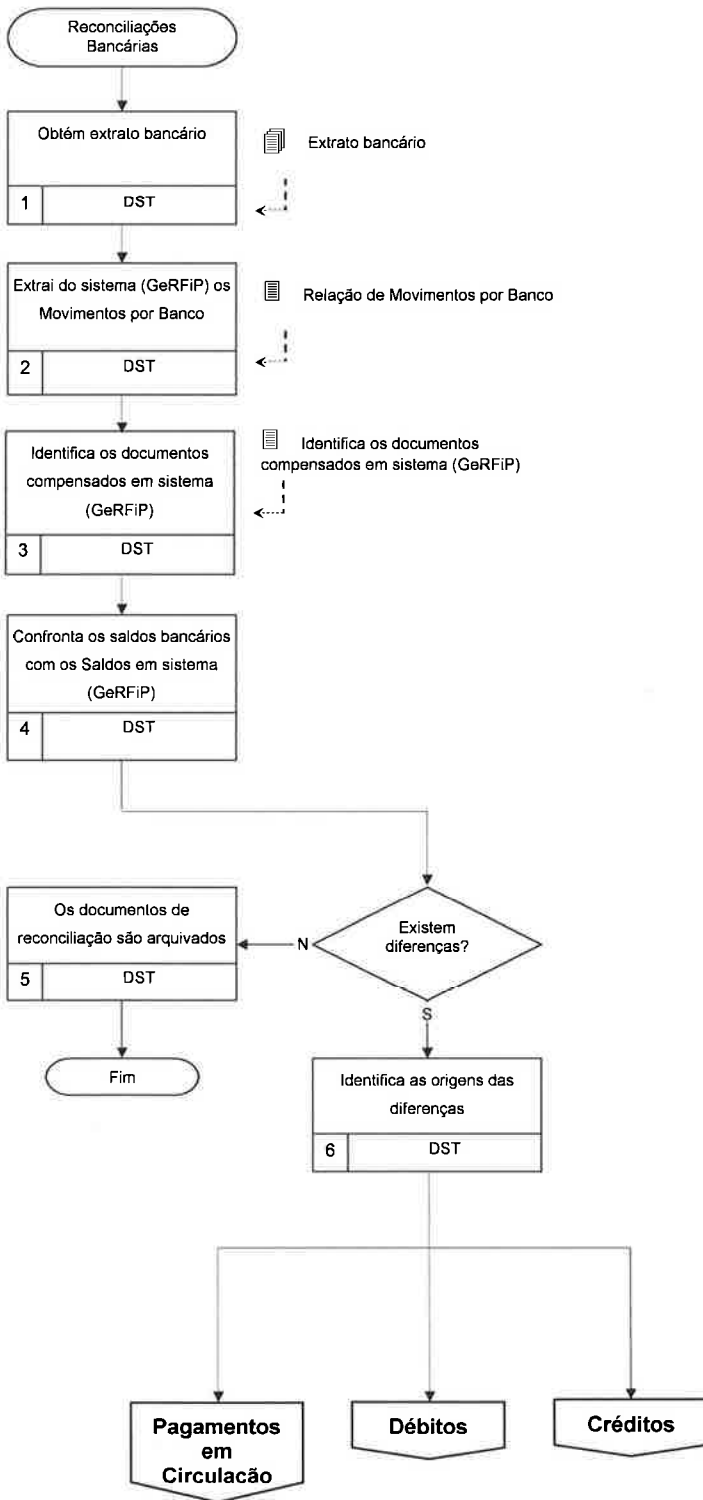 Reconciliações
Bancárias
Obtém extrato bancário
1 DST
Extrato bancário
Extrai do sistema (GeRFiP) os
Movimentos por Banco
2 DST
Relação de Movimentos por Banco
Identifica os documentos
compensados em sistema
(GeRFiP)
3 DST
Identifica os documentos
compensados em sistema (GeRFiP)
Confronta os saldos bancários
com os Saldos em sistema
(GeRFiP)
4 DST
Existem
diferenças?
N
Os documentos de
reconciliação são arquivados
5 DST
Fim
S
Identifica as origens das
diferenças
6 DST
Pagamentos
em
Circulação
Débitos
Créditos